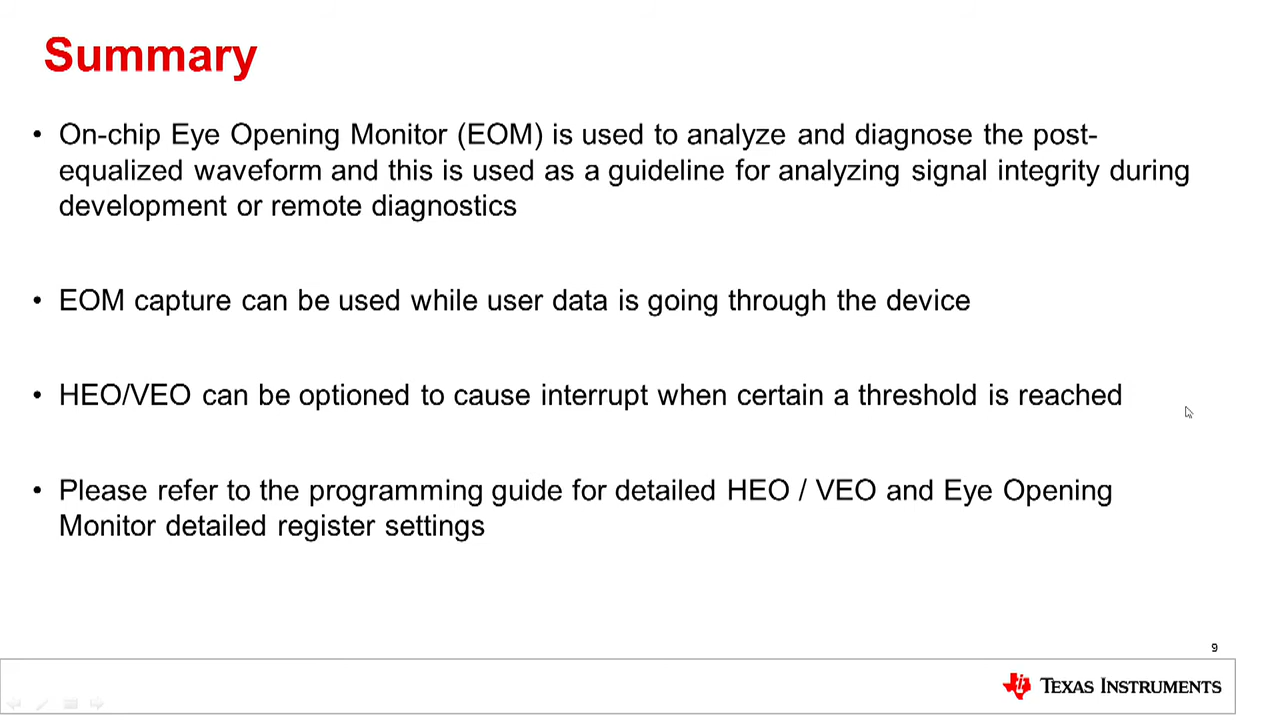 Summary
• On-chip Eye Opening Monitor (EOM) is used to analyze and diagnose the post-
equalized waveform and this is used as a guideline for analyzing signal integrity during
development or remote diagnostics
• EOM capture can be used while user data is going through the device
• HEO/VEO can be optioned to cause interrupt when certain a threshold is reached
• Please refer to the programming guide for detailed HEO / VEO and Eye Opening
Monitor detailed register settings
9
TEXAS INSTRUMENTS